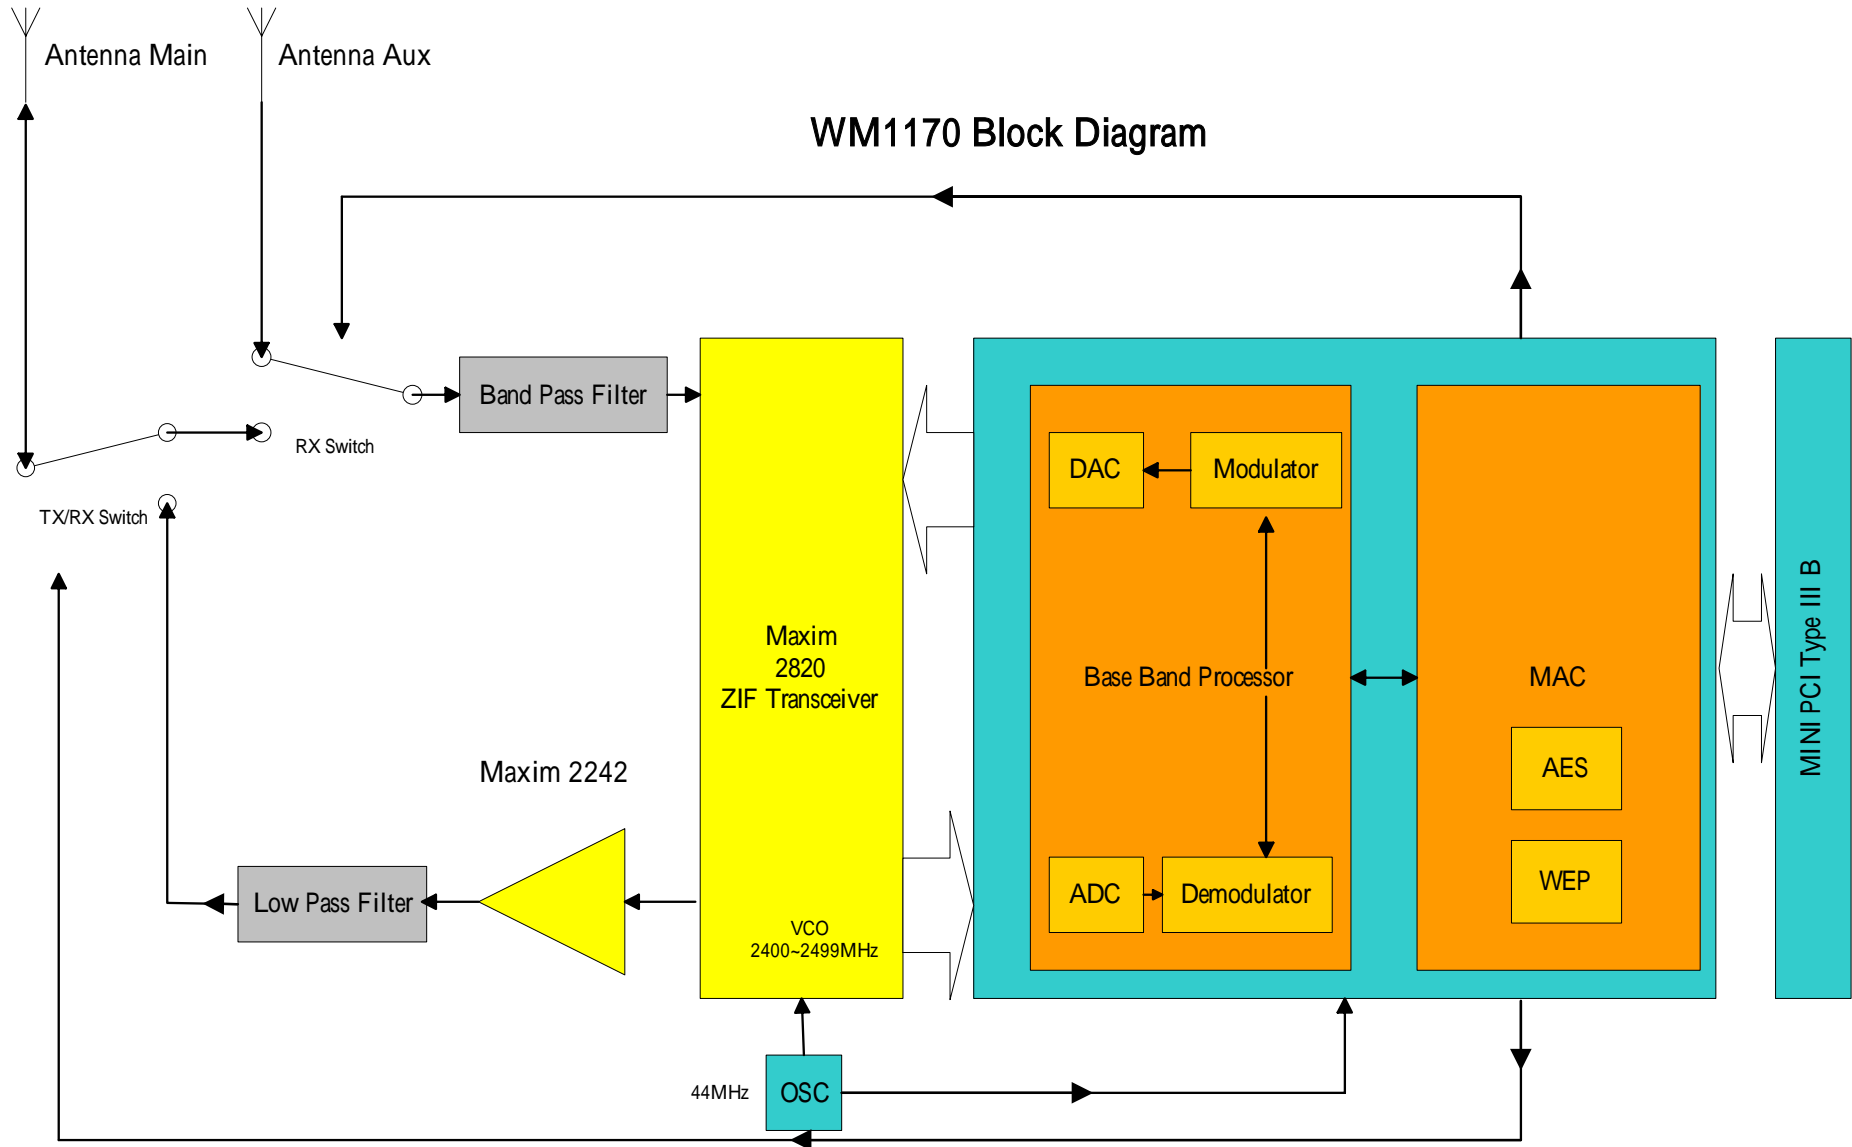 Antenna Main
Antenna Aux
WM1170 Block Diagram
Band Pass Filter
RX Switch
TX/RX Switch
DAC
Modulator
Maxim
2820
ZIF Transceiver
Base Band Processor
MAC
MINI PCI Type III B
Maxim 2242
AES
WEP
Low Pass Filter
ADC
Demodulator
VCO
2400~2499MHz
44MHz
OSC